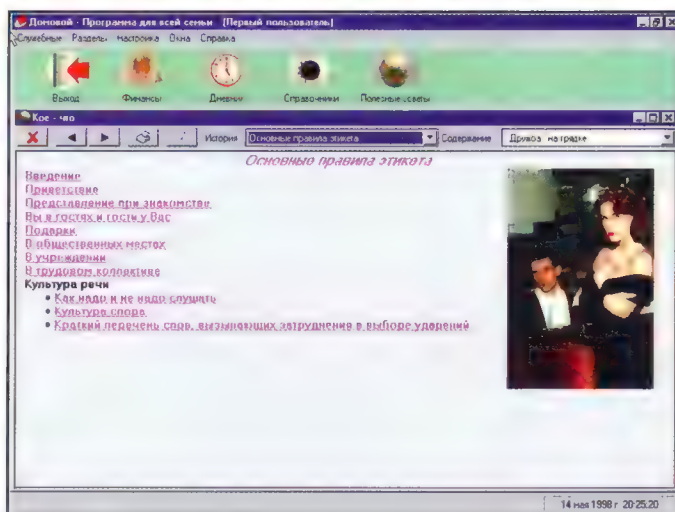 Домовой - Программа для всей семьи [Первый пользователь]
Служебные Разделы Настройка Окна Справка
Выход Финансы Дневник Справочники Полезные советы
Кое - что
История Основные правила этикета Содержание Дружба на грядке
Основные правила этикета
Введение
Приветствие
Представление при знакомстве
Вы в гостях и гости у Вас
Подарки
В общественных местах
В учреждении
В трудовом коллективе
Культура речи
Как надо и не надо слушать
Культура спора
Краткий перечень слов, вызывающих затруднения в выборе ударений
14 мая 1998 г. 20:25:20